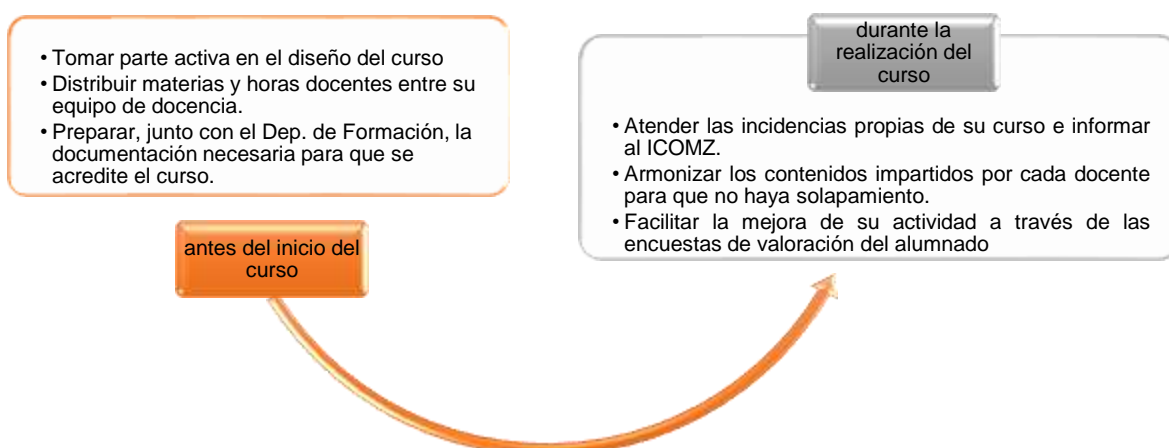 • Tomar parte activa en el diseño del curso
• Distribuir materias y horas docentes entre su
equipo de docencia.
• Preparar, junto con el Dep. de Formación, la
documentación necesaria para que se
acredite el curso.
antes del inicio del
curso
durante la
realización del
curso
• Atender las incidencias propias de su curso e informar
al ICOMZ.
• Armonizar los contenidos impartidos por cada docente
para que no haya solapamiento.
• Facilitar la mejora de su actividad a través de las
encuestas de valoración del alumnado